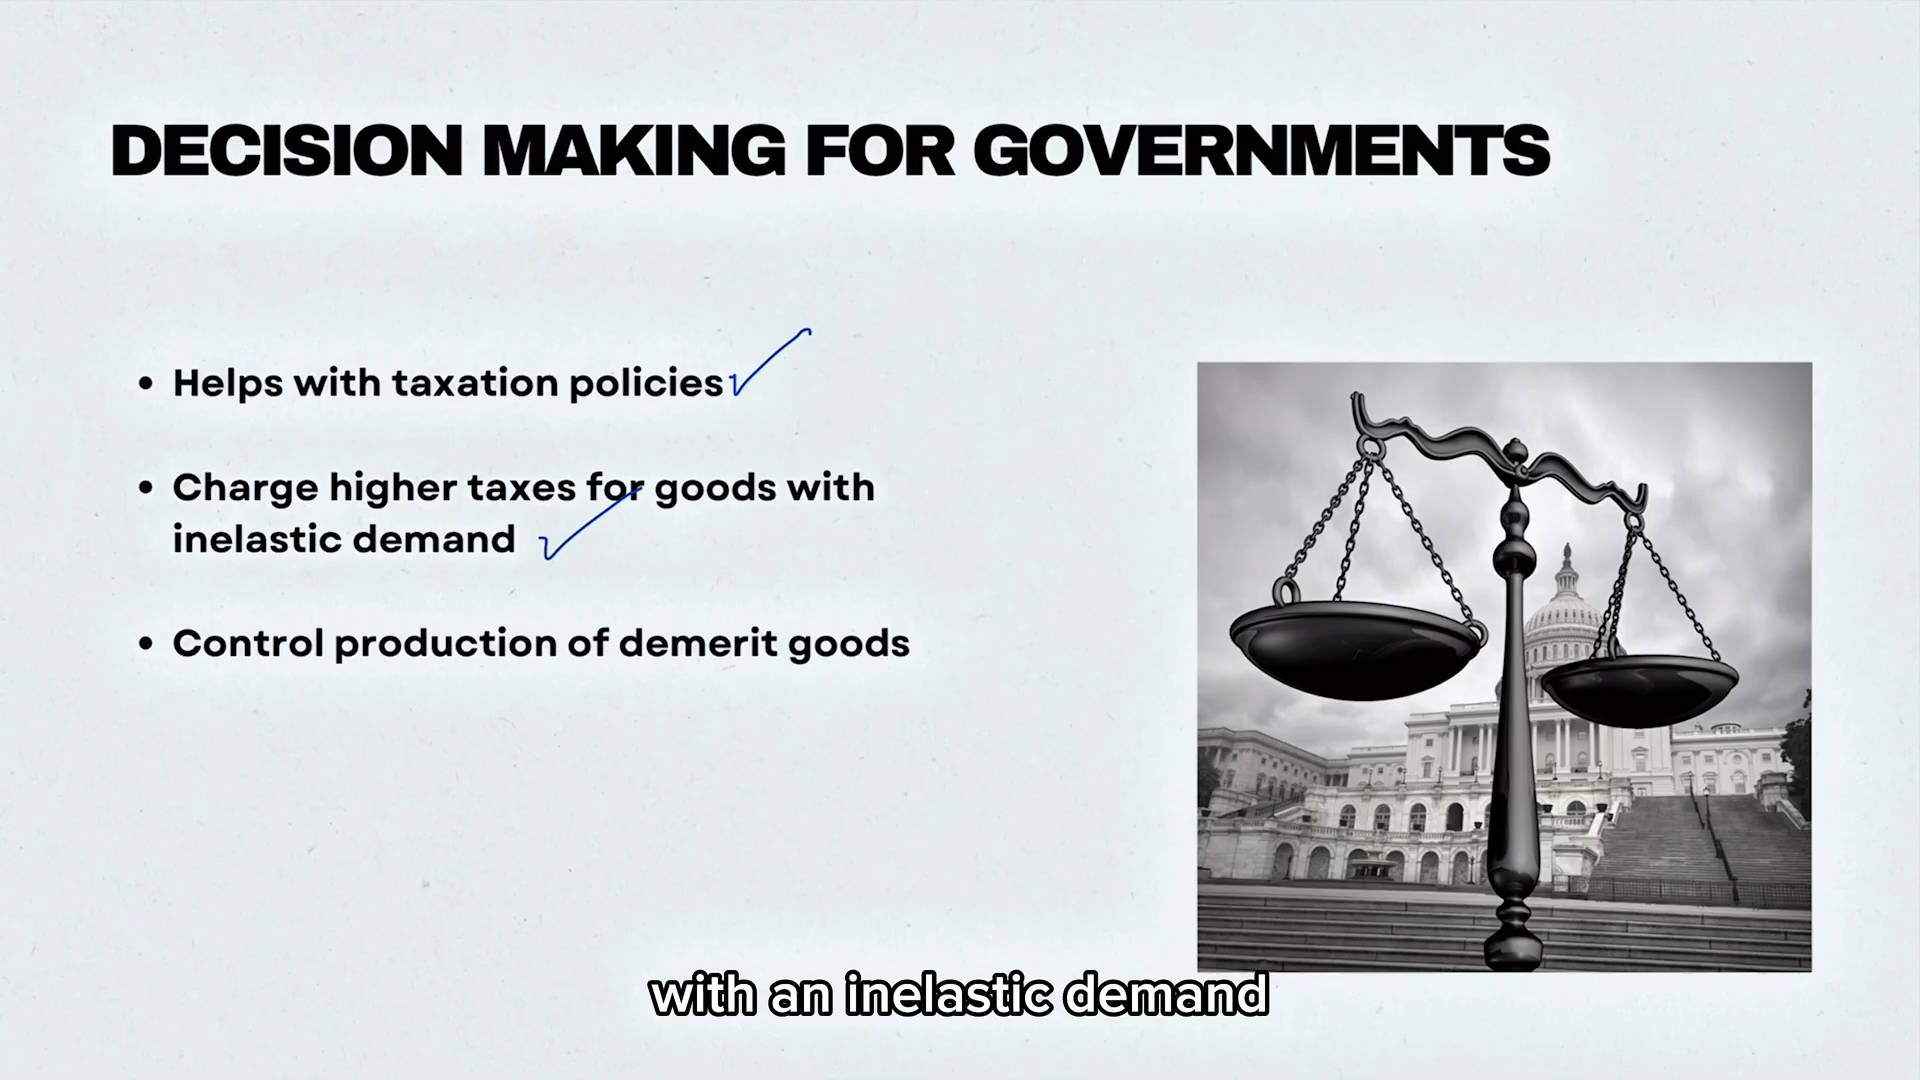 DECISION MAKING FOR GOVERNMENTS
• Helps with taxation policies
• Charge higher taxes for goods with
inelastic demand
• Control production of demerit goods
with an inelastic demand